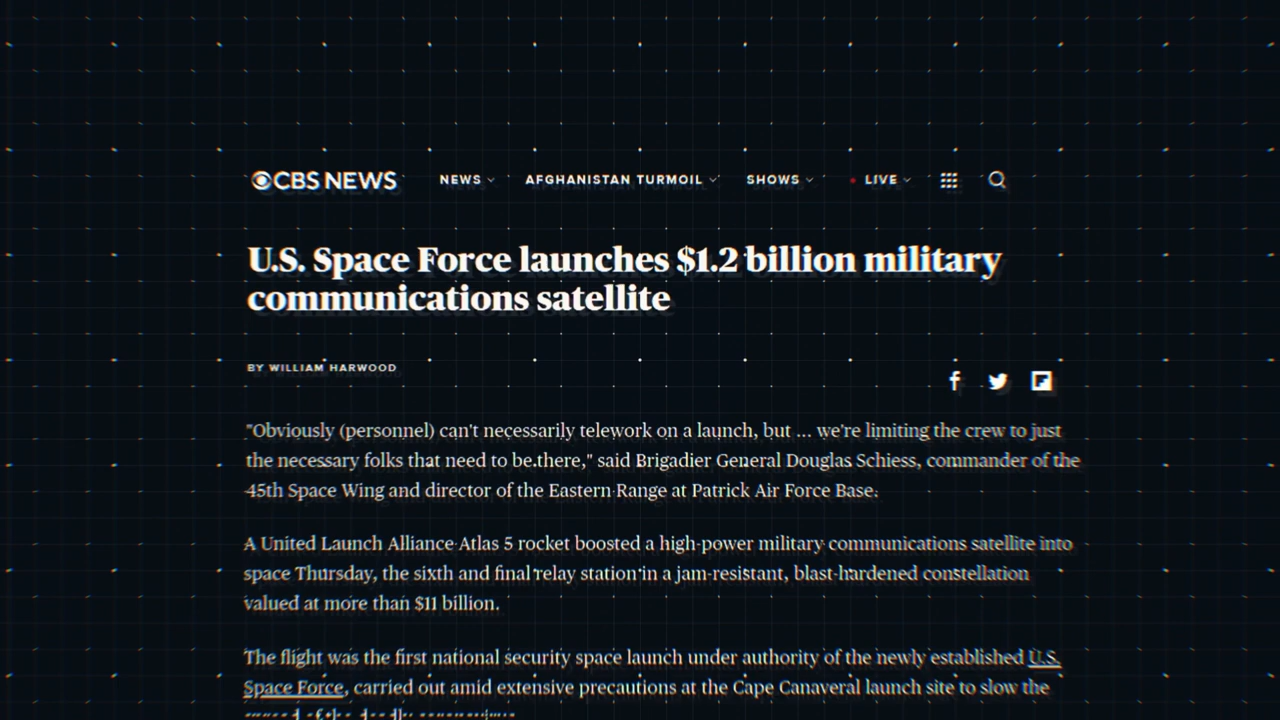 CBS NEWS NEWS AFGHANISTAN TURMOIL SHOWS LIVE
U.S. Space Force launches $1.2 billion military
communications satellite
BY WILLIAM HARWOOD
"Obviously (personnel) can't necessarily telework on a launch, but ... we're limiting the crew to just
the necessary folks that need to be there," said Brigadier General Douglas Schiess, commander of the
45th Space Wing and director of the Eastern Range at Patrick Air Force Base.
A United Launch Alliance Atlas 5 rocket boosted a high-power military communications satellite into
space Thursday, the sixth and final relay station in a jam-resistant, blast-hardened constellation
valued at more than $11 billion.
The flight was the first national security space launch under authority of the newly established U.S.
Space Force, carried out amid extensive precautions at the Cape Canaveral launch site to slow the